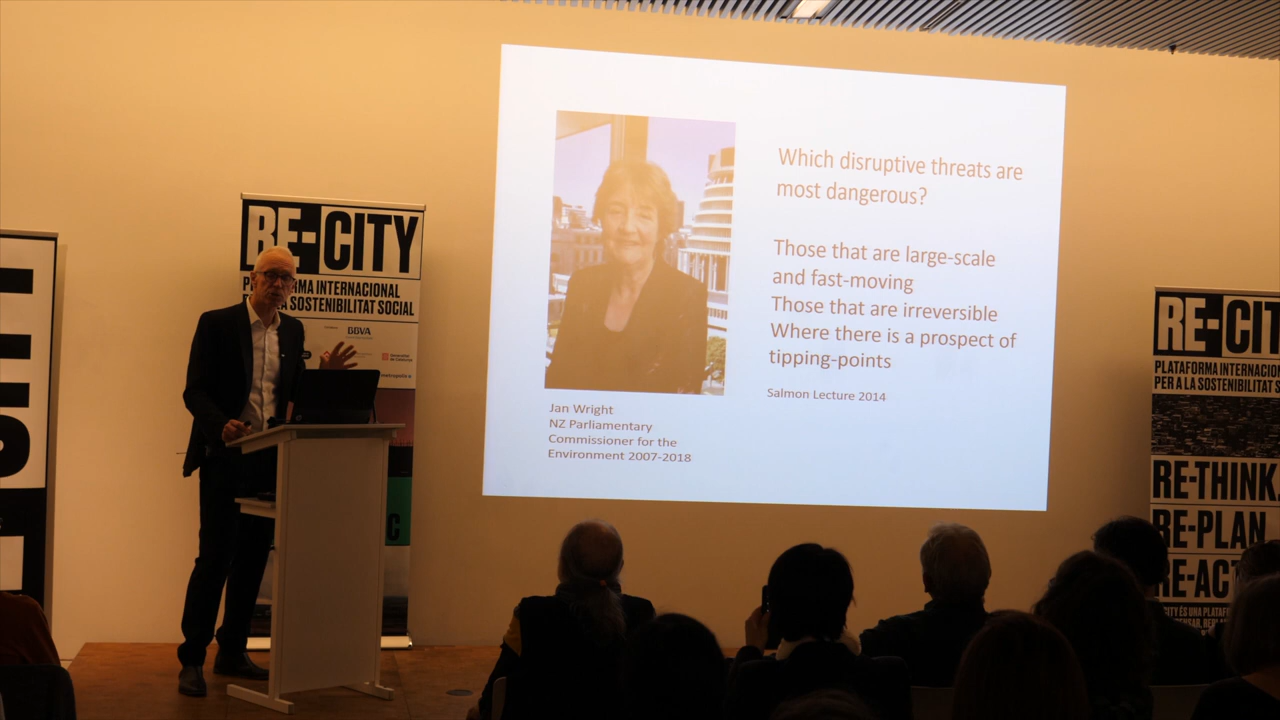 RE-CITY
PLATAFORMA INTERNACIONAL
SOSTENIBILITAT SOCIAL
BBVA
metropolis
Which disruptive threats are
most dangerous?
Those that are large-scale
and fast-moving
Those that are irreversible
Where there is a prospect of
tipping-points
Salmon Lecture 2014
Jan Wright
NZ Parliamentary
Commissioner for the
Environment 2007-2018
RE-CIT
PLATAFORMA INTERNACION
PER A LA SOSTENIBILITAT S
RE-THINK
RE-PLAN
RE-ACT